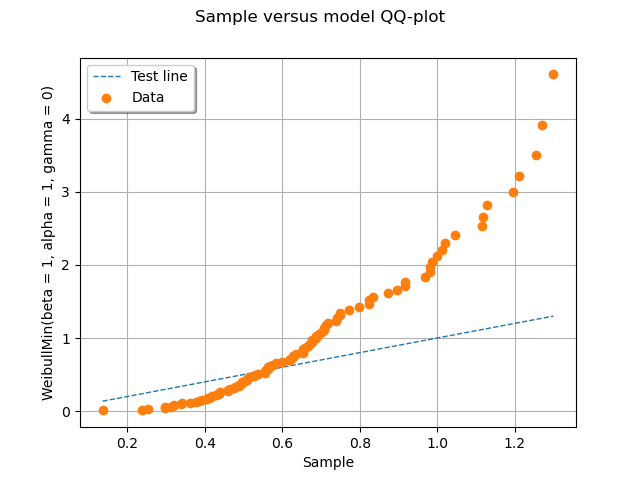 Sample versus model QQ-plot
Test line
Data
WeibullMin(beta = 1, alpha = 1, gamma = 0)
4
3
2
1
0
0.2 0.4 0.6 0.8 1.0 1.2
Sample